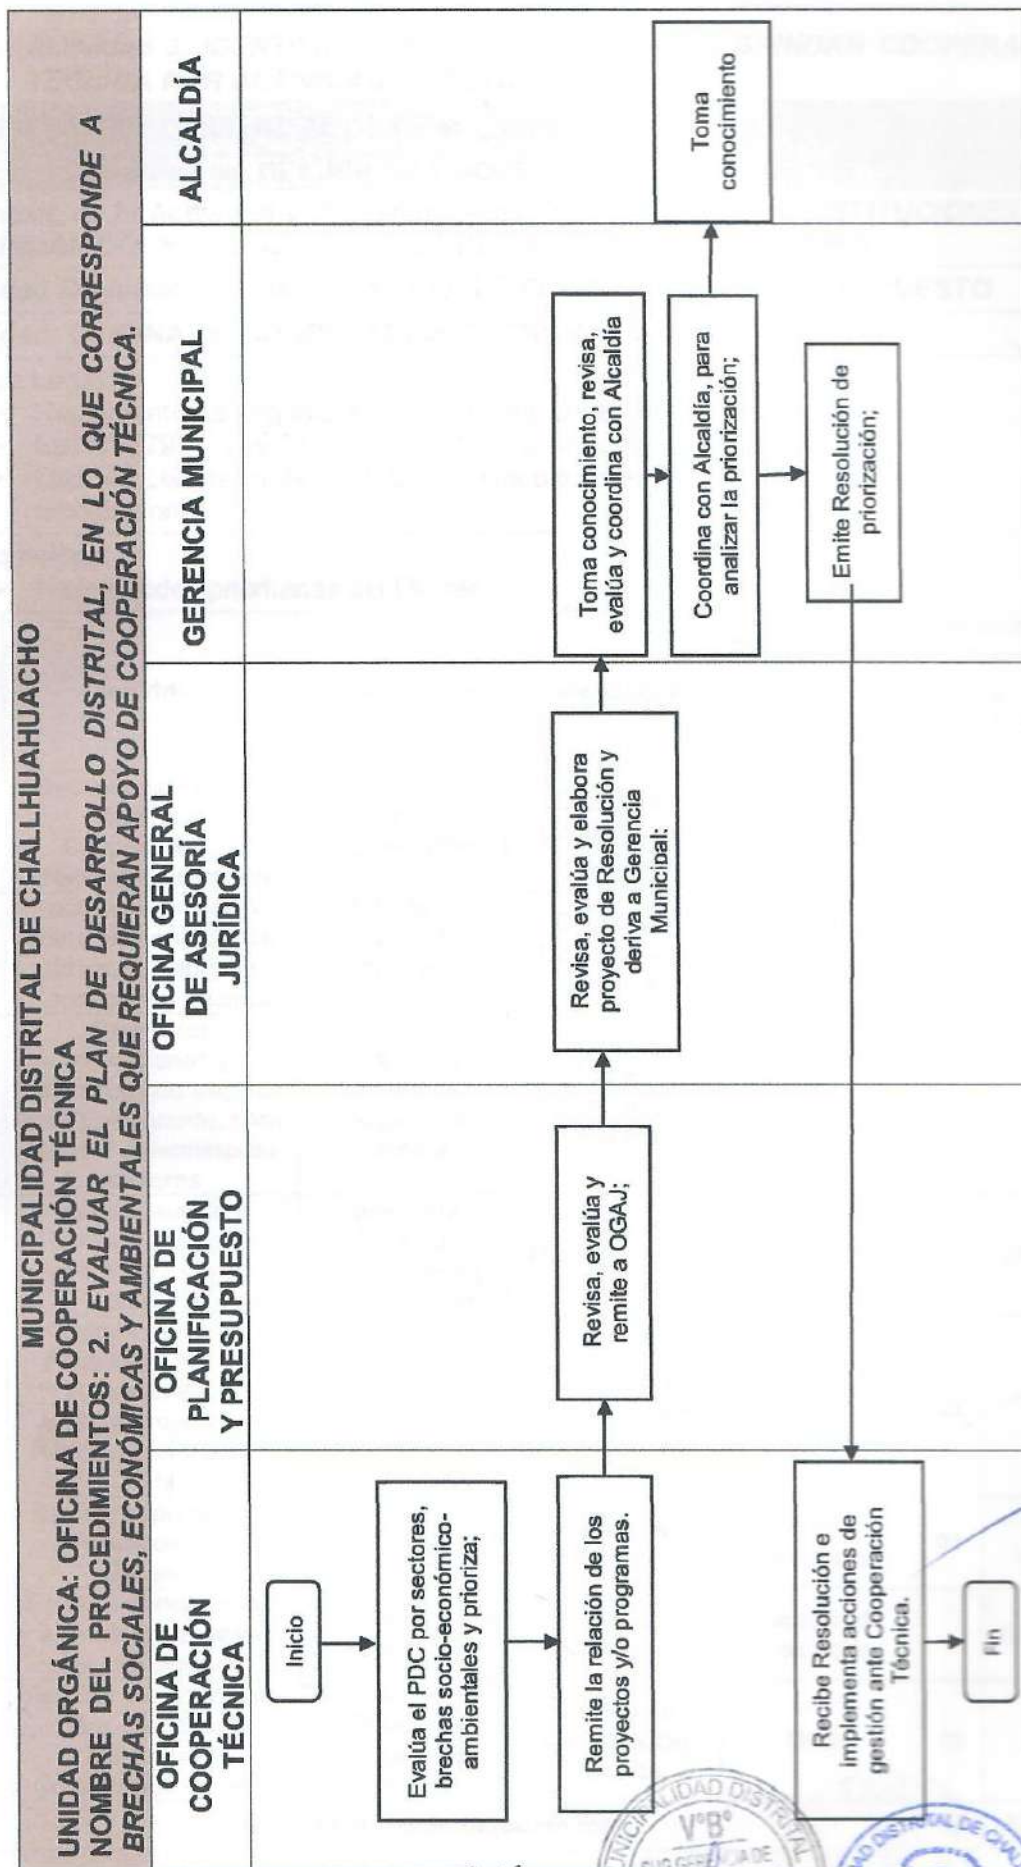 MUNICIPALIDAD DISTRITAL DE CHALLHUAHUACHO
UNIDAD ORGÁNICA: OFICINA DE COOPERACIÓN TÉCNICA
NOMBRE DEL PROCEDIMIENTOS: 2. EVALUAR EL PLAN DE DESARROLLO DISTRITAL, EN LO QUE CORRESPONDE A
BRECHAS SOCIALES, ECONÓMICAS Y AMBIENTALES QUE REQUIERAN APOYO DE COOPERACIÓN TÉCNICA.
OFICINA DE
COOPERACIÓN
TÉCNICA
OFICINA DE
PLANIFICACIÓN
Y PRESUPUESTO
OFICINA GENERAL
DE ASESORÍA
JURÍDICA
GERENCIA MUNICIPAL
ALCALDÍA
Inicio
Evalúa el PDC por sectores,
brechas socio-económico-
ambientales y prioriza;
Remite la relación de los
proyectos y/o programas.
Revisa, evalúa y
remite a OGAJ;
Revisa, evalúa y elabora
proyecto de Resolución y
deriva a Gerencia
Municipal:
Toma conocimiento, revisa,
evalúa y coordina con Alcaldía
Coordina con Alcaldía, para
analizar la priorización;
Toma
conocimiento
Emite Resolución de
priorización;
Recibe Resolución e
implementa acciones de
gestión ante Cooperación
Técnica.
Fin
V°B°